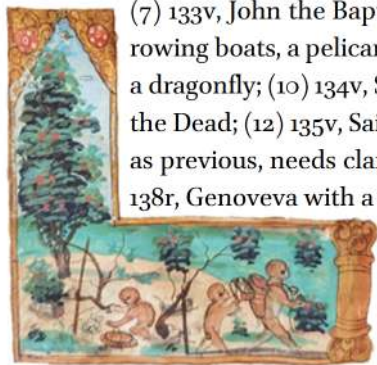 (7) 133v, John the Bap
rowing boats, a pelican
a dragonfly; (10) 134v, S
the Dead; (12) 135v, Sai
as previous, needs clar
138r, Genoveva with a